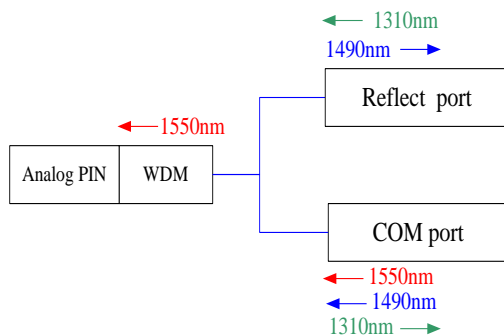 1310nm
1490nm
Reflect port
1550nm
Analog PIN
WDM
COM port
1550nm
1490nm
1310nm